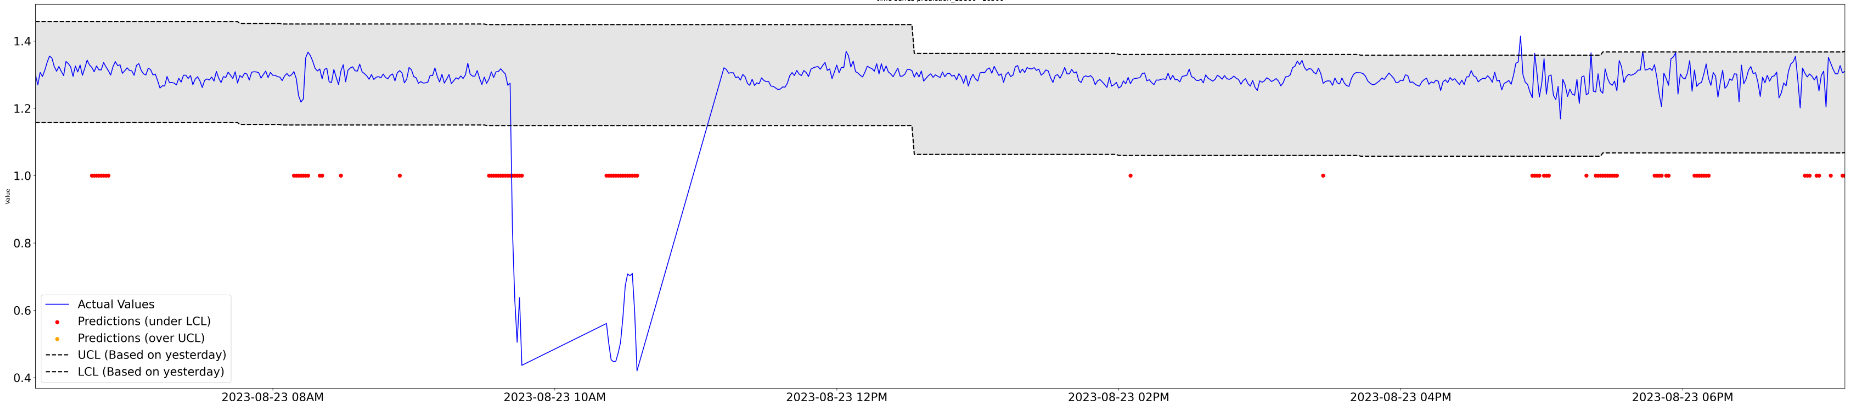 1.4
1.2
1.0
0.8
0.6
0.4
Value
Actual Values
Predictions (under LCL)
Predictions (over UCL)
UCL (Based on yesterday)
LCL (Based on yesterday)
2023-08-23 08AM
2023-08-23 10AM
2023-08-23 12PM
2023-08-23 02PM
2023-08-23 04PM
2023-08-23 06PM